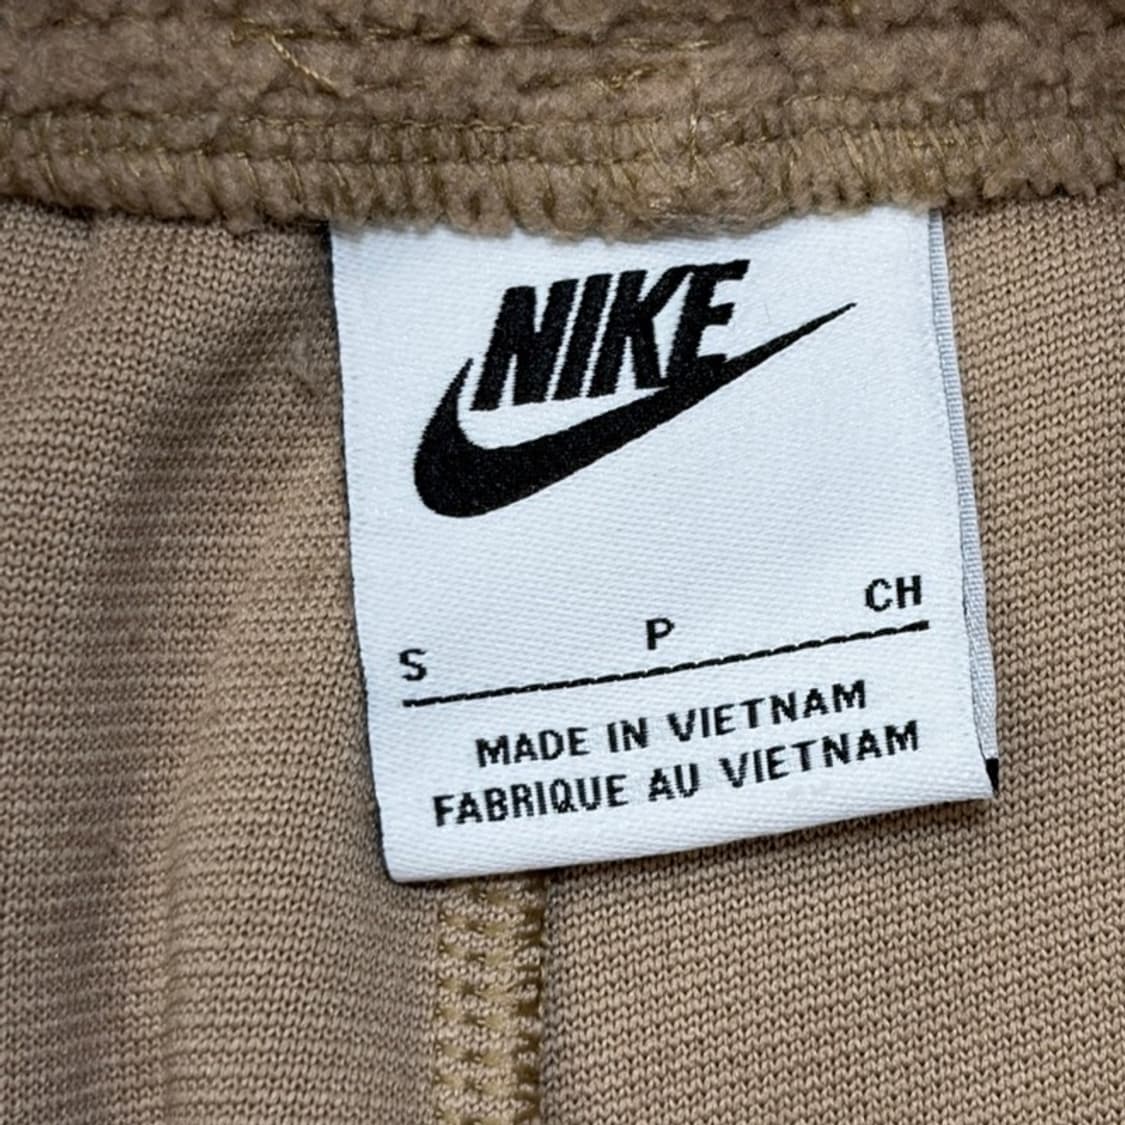 NIKE
S P CH
MADE IN VIETNAM
FABRIQUE AU VIETNAM